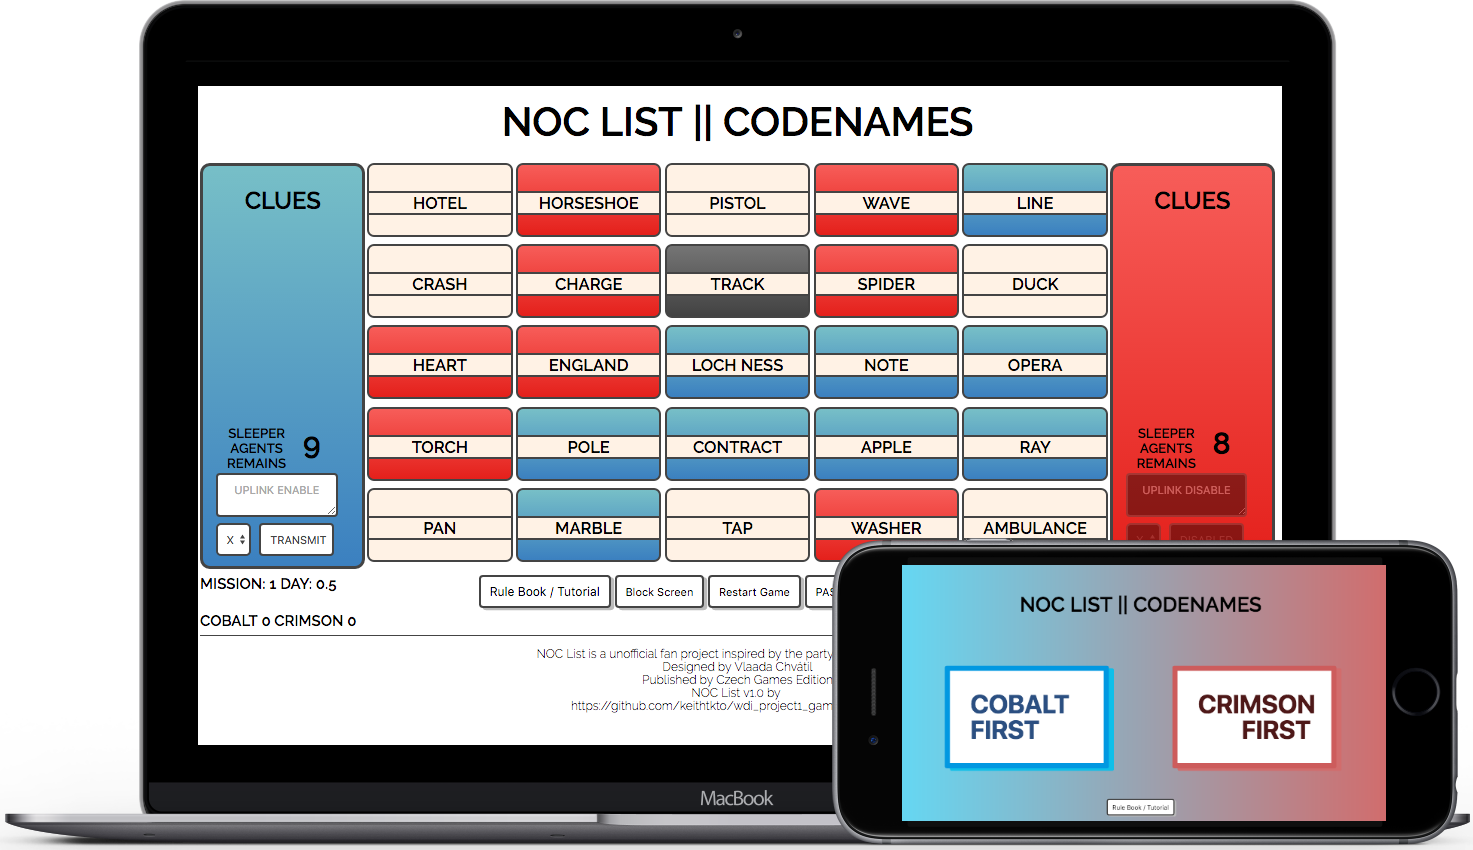 NOC LIST || CODENAMES
CLUES
SLEEPER
AGENTS
REMAINS
9
UPLINK ENABLE
X
TRANSMIT
HOTEL
HORSESHOE
PISTOL
WAVE
LINE
CRASH
CHARGE
TRACK
SPIDER
DUCK
HEART
ENGLAND
LOCH NESS
NOTE
OPERA
TORCH
POLE
CONTRACT
APPLE
RAY
PAN
MARBLE
TAP
WASHER
AMBULANCE
CLUES
SLEEPER
AGENTS
REMAINS
8
UPLINK DISABLE
X
DISABLED
MISSION: 1 DAY: 0.5
COBALT 0 CRIMSON 0
Rule Book / Tutorial
Block Screen
Restart Game
NOC List is a unofficial fan project inspired by the party
Designed by Vlaada Chvátil
Published by Czech Games Edition
NOC List v1.0 by
https://github.com/keithtkto/wdi_project1_gam
MacBook
NOC LIST || CODENAMES
COBALT
FIRST
CRIMSON
FIRST
Rule Book / Tutorial